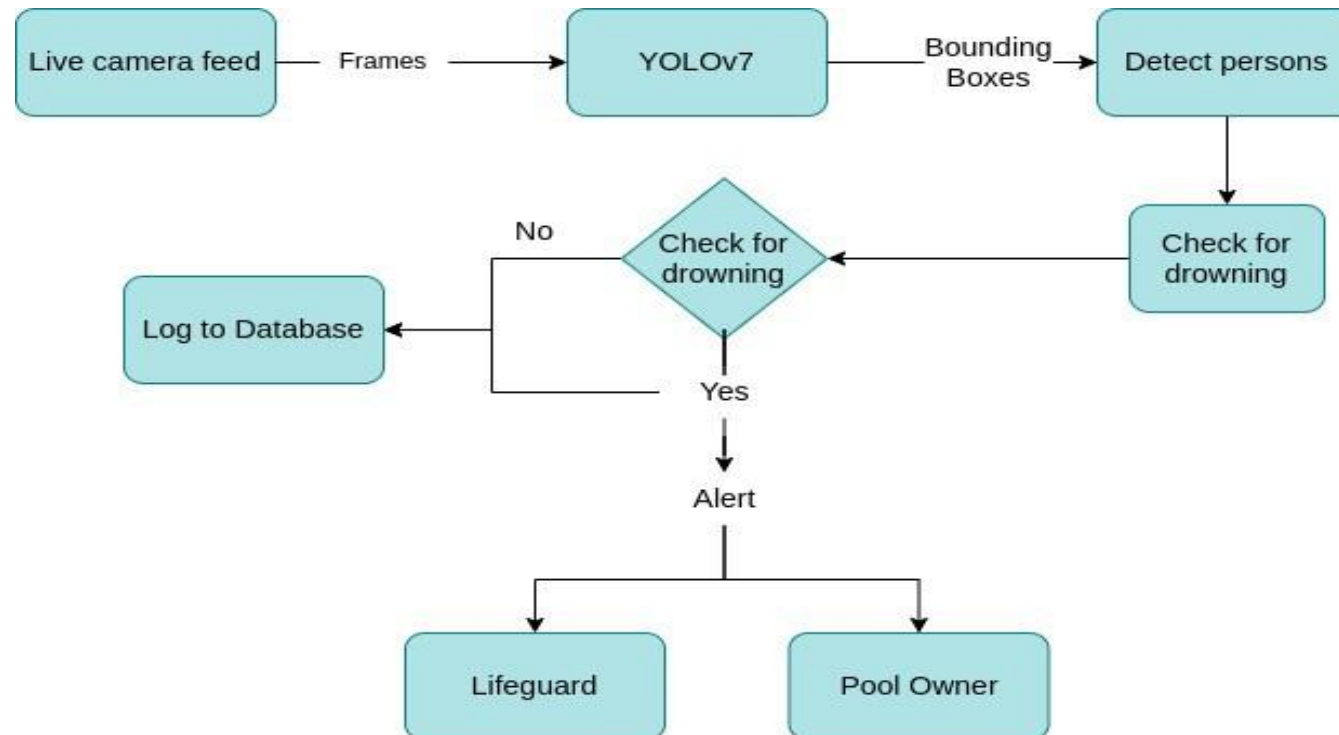 Live camera feed
Frames
YOLOv7
Bounding
Boxes
Detect persons
No
Check for
drowning
Check for
drowning
Log to Database
Yes
Alert
Lifeguard
Pool Owner